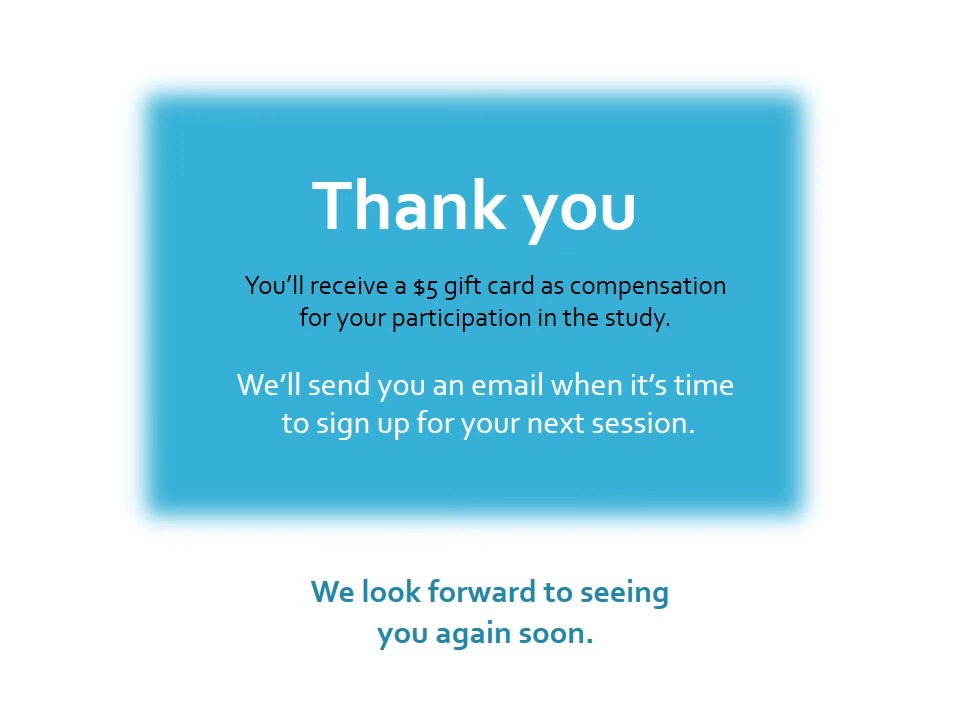 Thank you
You’ll receive a $5 gift card as compensation
for your participation in the study.
We’ll send you an email when it’s time
to sign up for your next session.
We look forward to seeing
you again soon.